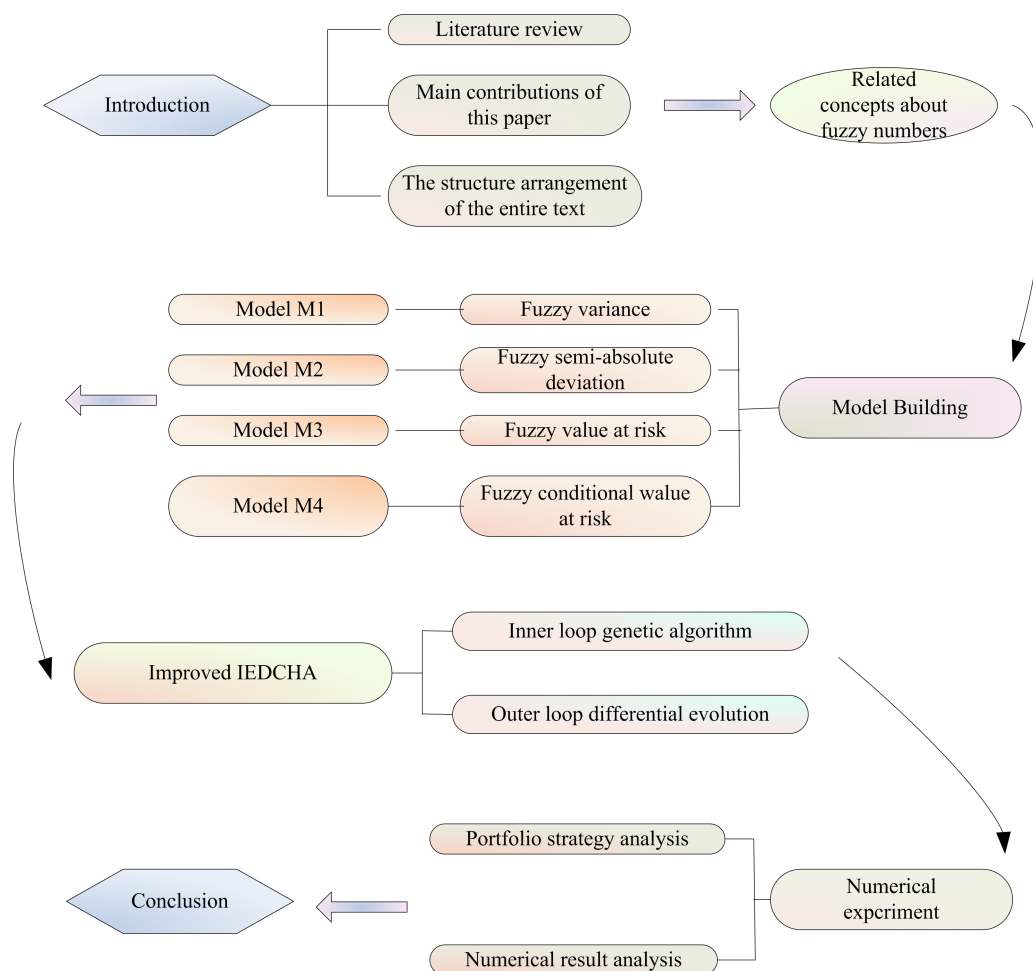 Literature review
Introduction
Main contributions of
this paper
Related
concepts about
fuzzy numbers
The structure arrangement
of the entire text
Model M1
Fuzzy variance
Model M2
Fuzzy semi-absolute
deviation
Model Building
Model M3
Fuzzy value at risk
Model M4
Fuzzy conditional walue
at risk
Improved IEDCHA
Inner loop genetic algorithm
Outer loop differential evolution
Portfolio strategy analysis
Conclusion
Numerical
expcriment
Numerical result analysis